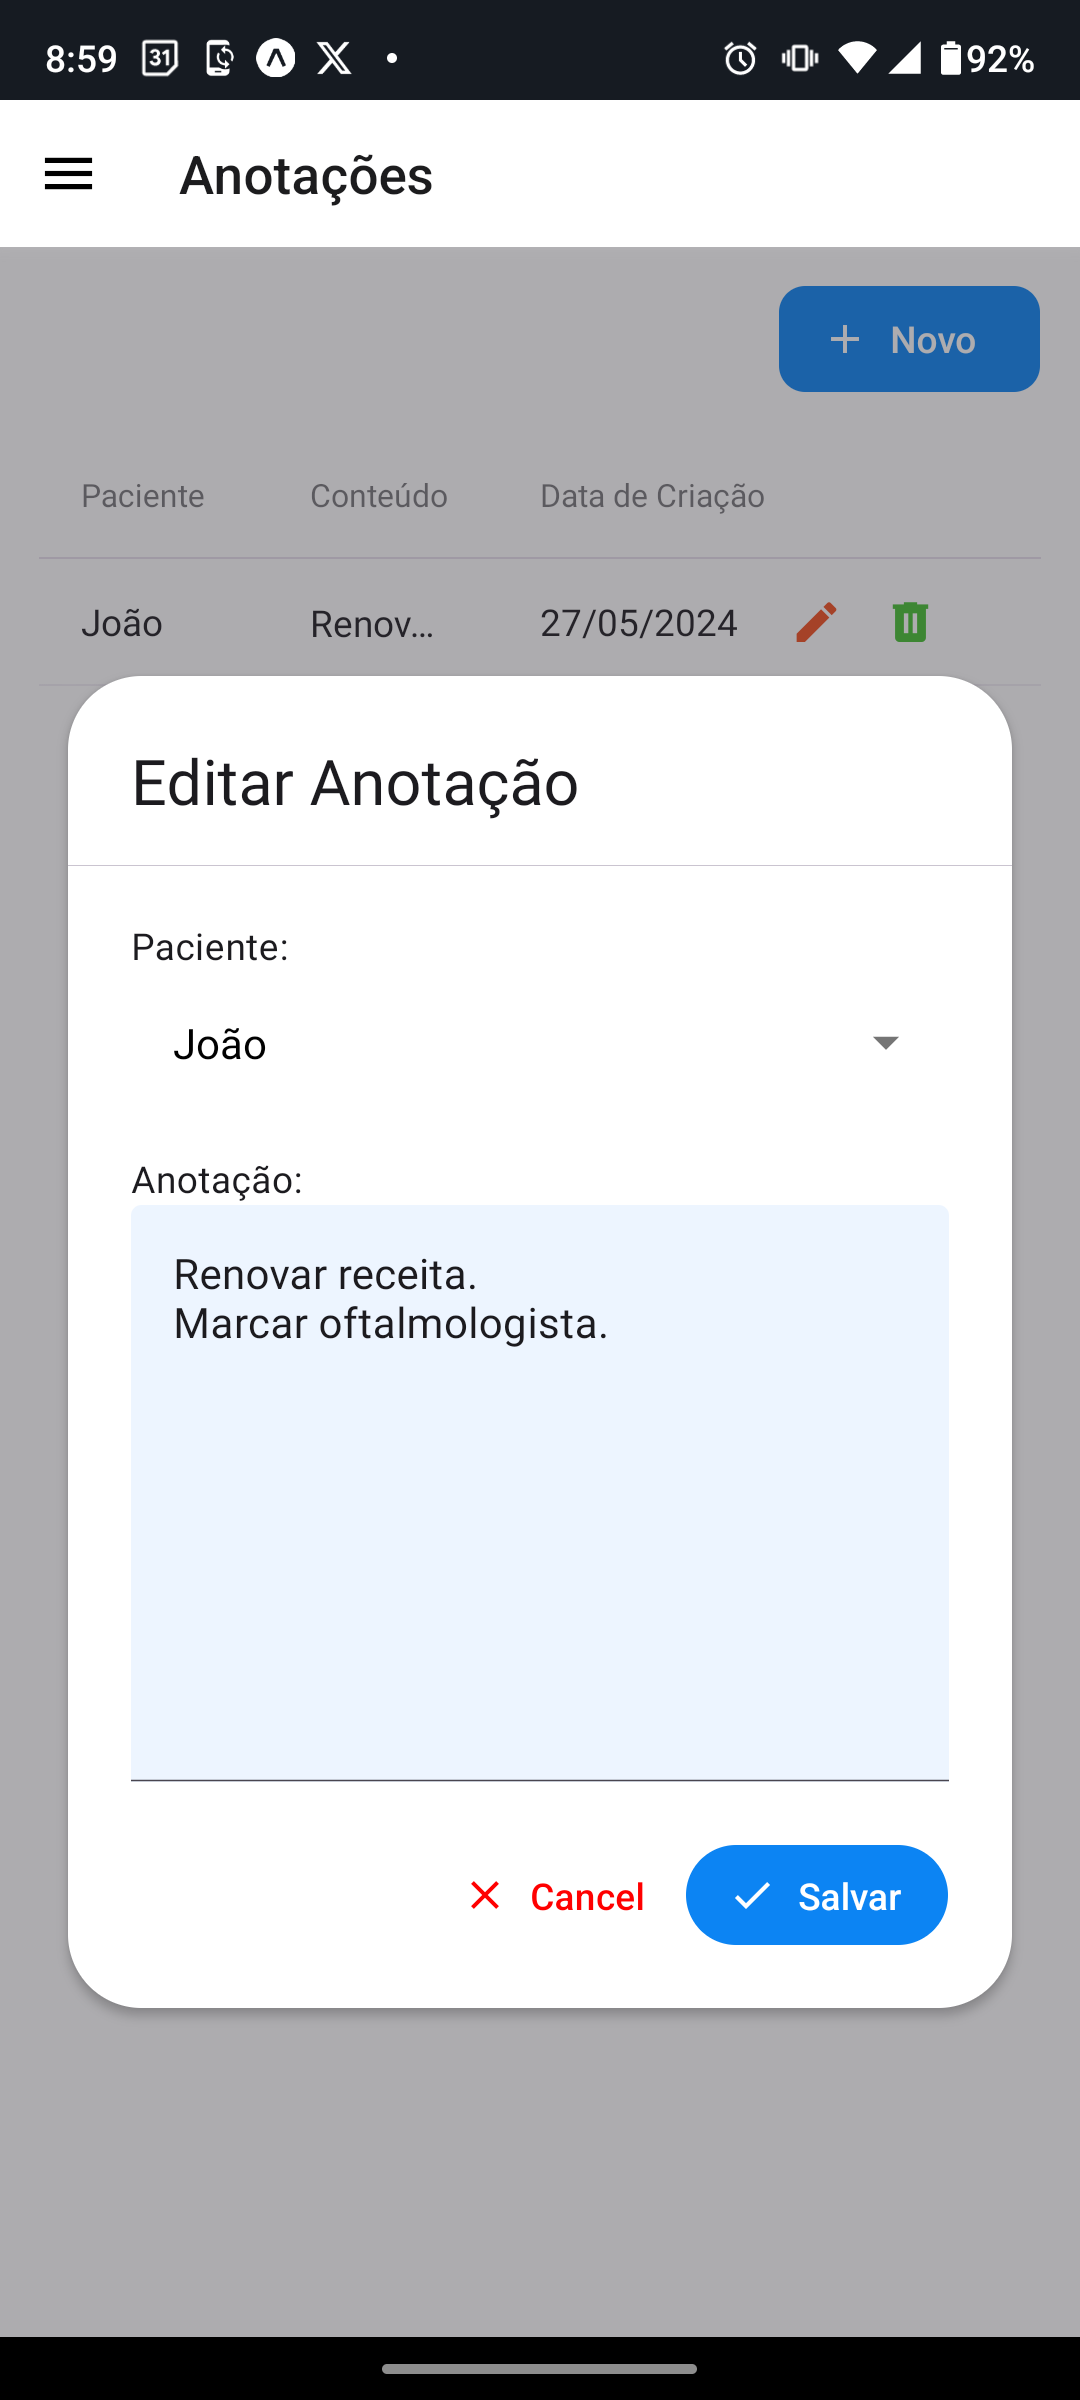 8:59 31 92%
Anotações
Novo
Paciente Conteúdo Data de Criação
João Renov... 27/05/2024
Editar Anotação
Paciente:
João
Anotação:
Renovar receita.
Marcar oftalmologista.
Cancel Salvar